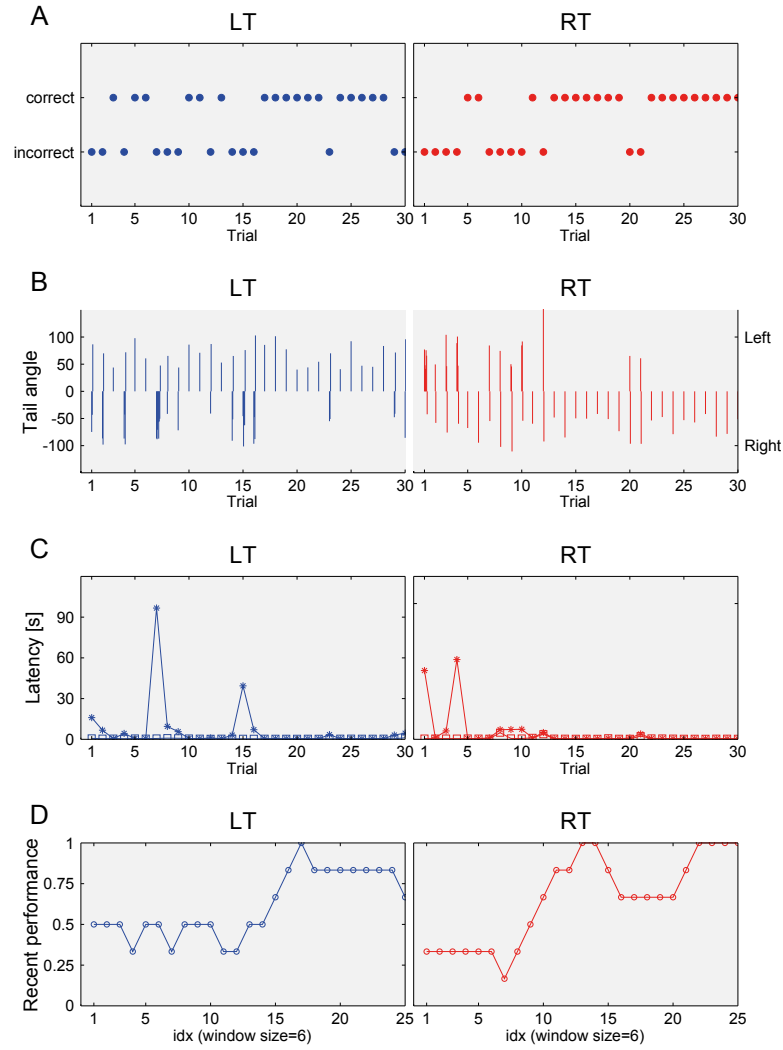 A
LT
RT
correct
incorrect
1 5 10 15 20 25 30
1 5 10 15 20 25 30
Trial
Trial
B
LT
RT
Tail angle
100
50
0
-50
-100
Left
Right
1 5 10 15 20 25 30
1 5 10 15 20 25 30
Trial
Trial
C
LT
RT
Latency [s]
90
60
30
0
1 5 10 15 20 25 30
1 5 10 15 20 25 30
Trial
Trial
D
LT
RT
Recent performance
1
0.75
0.5
0.25
0
1 5 10 15 20 25
1 5 10 15 20 25
idx (window size=6)
idx (window size=6)